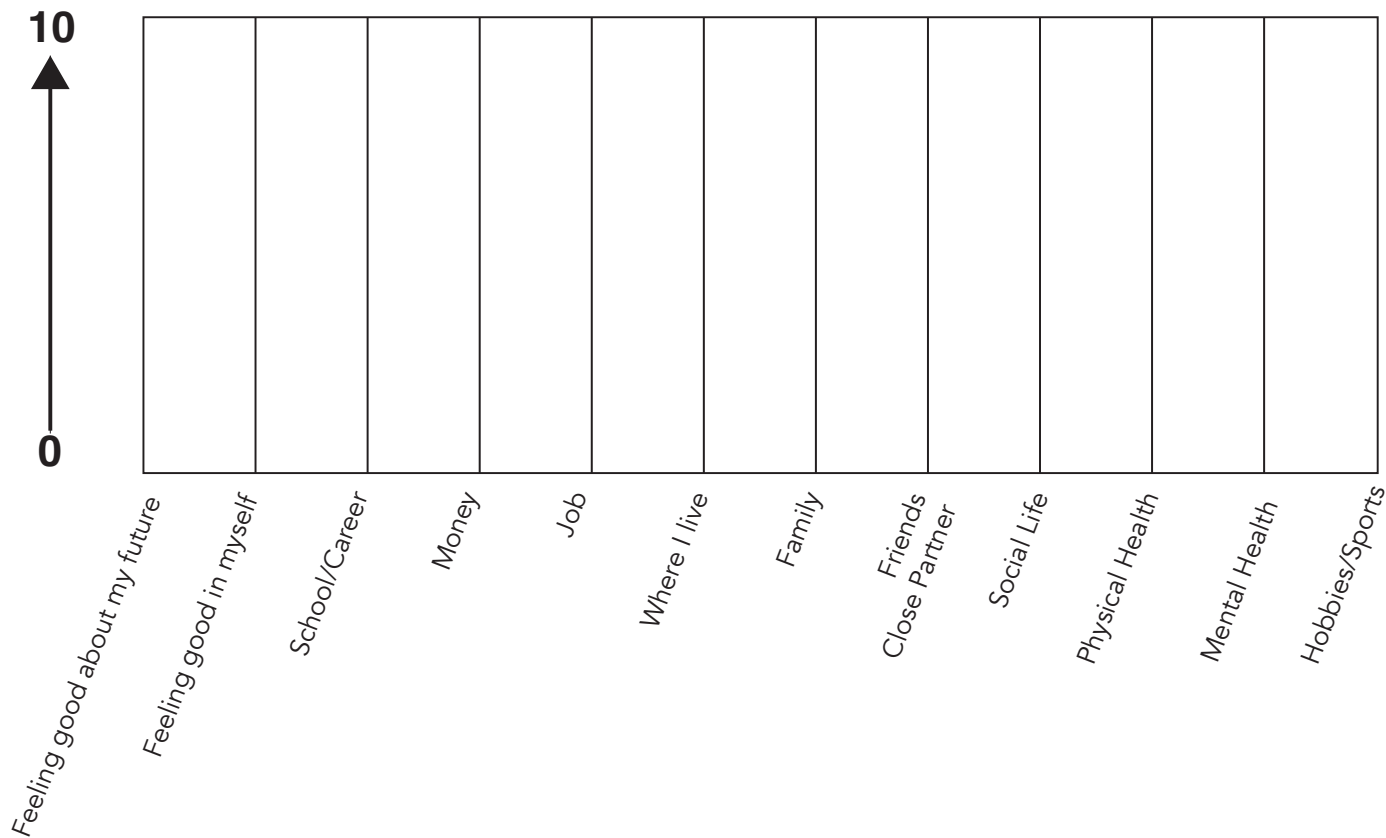 10
0
Feeling good about my future
Feeling good in myself
School/Career
Money
Job
Where I live
Family
Friends
Close Partner
Social Life
Physical Health
Mental Health
Hobbies/Sports